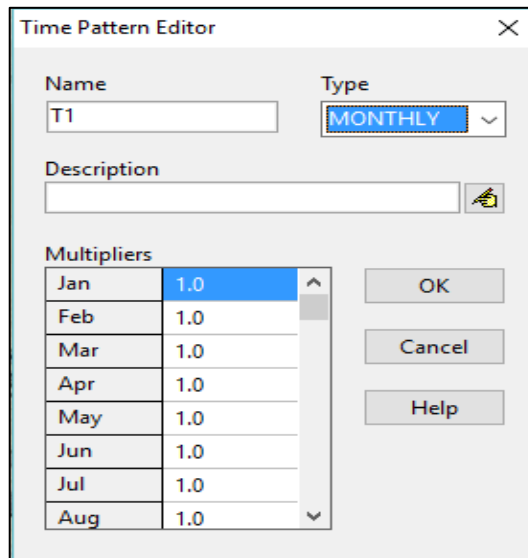 Time Pattern Editor
Name Type
T1 MONTHLY
Description
Multipliers
Jan 1.0 OK
Feb 1.0
Mar 1.0 Cancel
Apr 1.0
May 1.0 Help
Jun 1.0
Jul 1.0
Aug 1.0